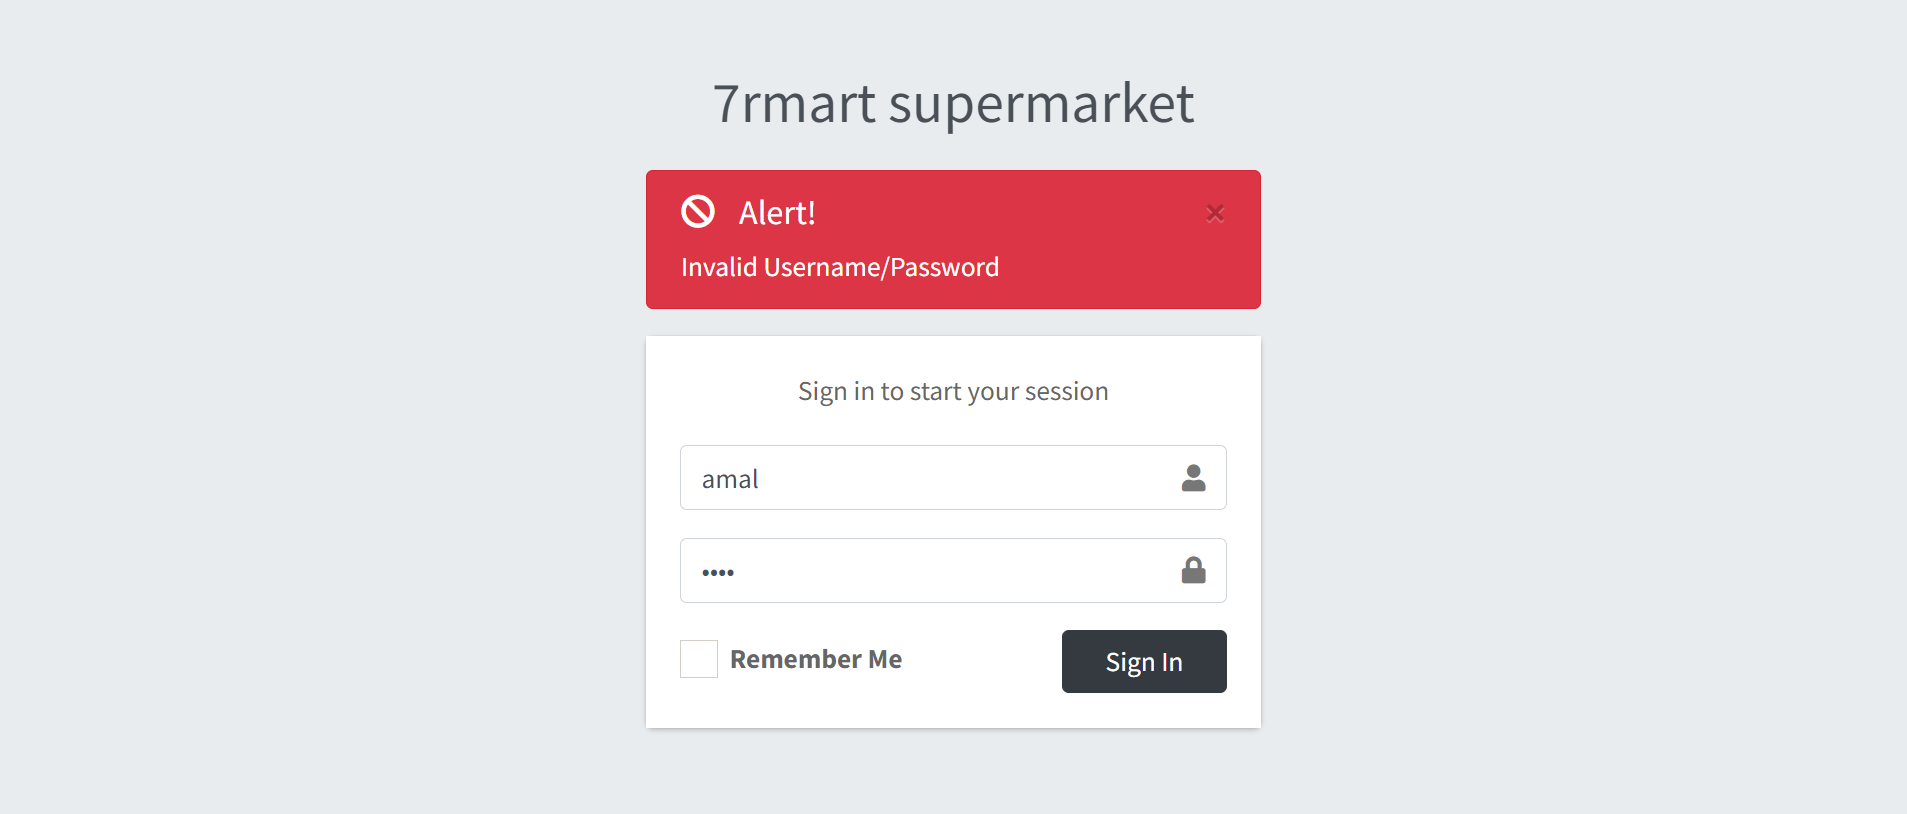 7rmart supermarket
Alert!
×
Invalid Username/Password
Sign in to start your session
amal
••••
Remember Me
Sign In